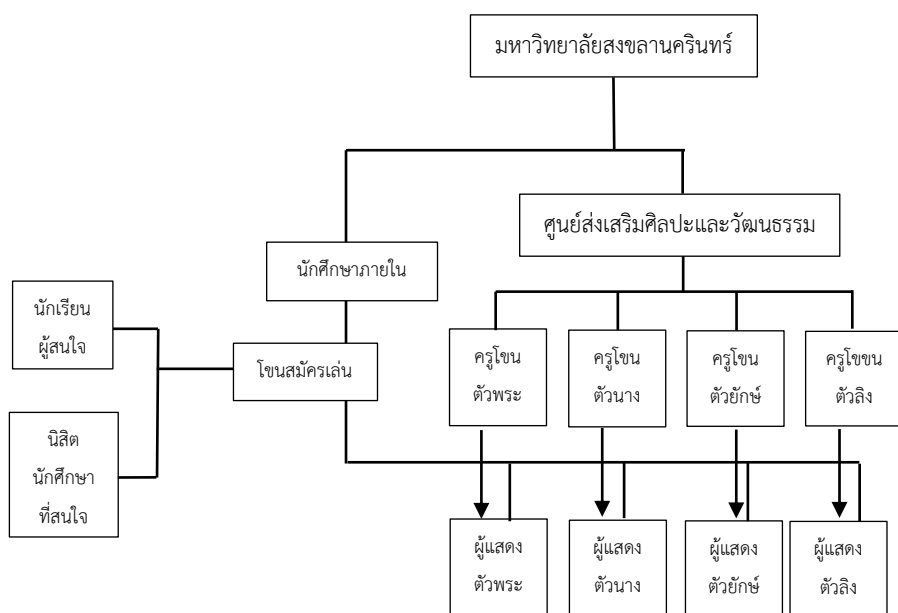 มหาวิทยาลัยสงขลานครินทร์
ศูนย์ส่งเสริมศิลปะและวัฒนธรรม
นักศึกษาภายใน
นักเรียน
ผู้สนใจ
โขนสมัครเล่น
ครูโขน
ตัวพระ
ครูโขน
ตัวนาง
ครูโขน
ตัวยักษ์
ครูโขขน
ตัวลิง
นิสิต
นักศึกษา
ที่สนใจ
ผู้แสดง
ตัวพระ
ผู้แสดง
ตัวนาง
ผู้แสดง
ตัวยักษ์
ผู้แสดง
ตัวลิง